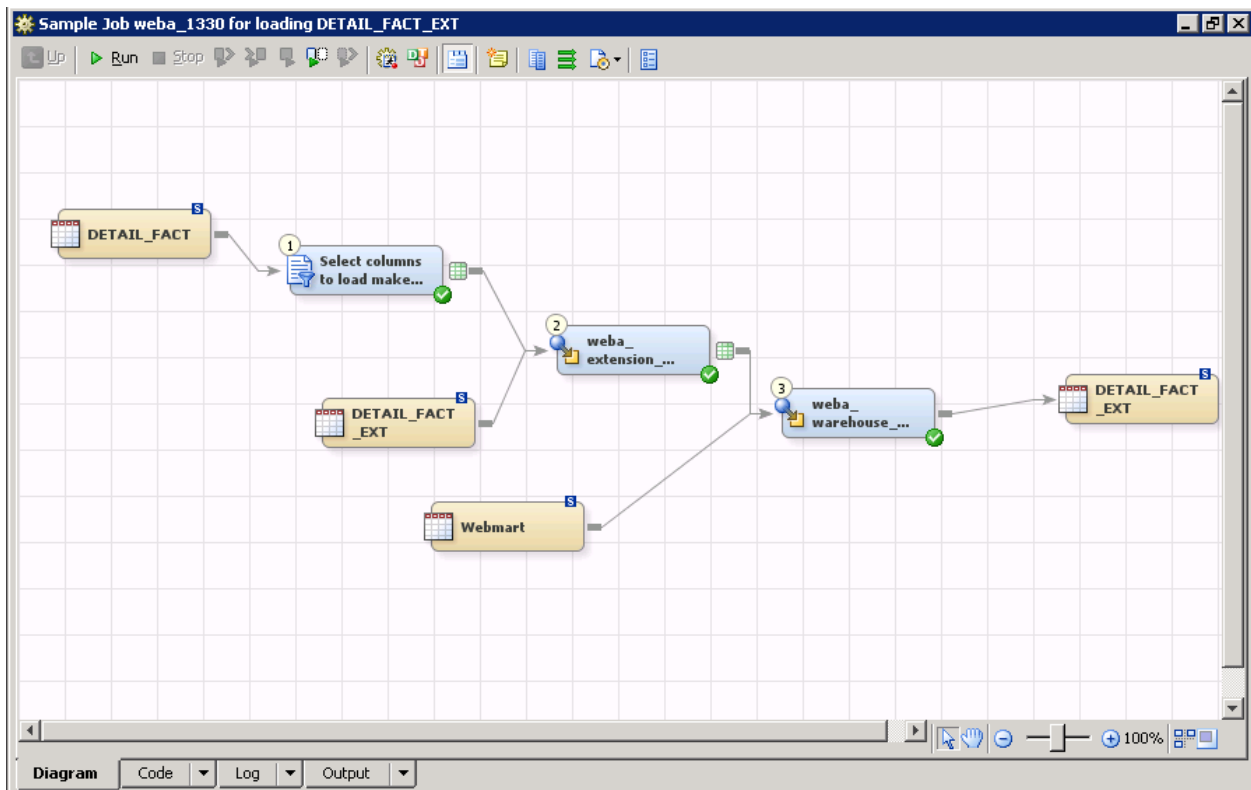 Sample Job weba_1330 for loading DETAIL_FACT_EXT
Up Run Stop
S
DETAIL_FACT
1
Select columns
to load make...
2
weba_
extension_...
S
DETAIL_FACT
_EXT
3
weba_
warehouse_...
S
DETAIL_FACT
_EXT
S
Webmart
100%
Diagram Code Log Output